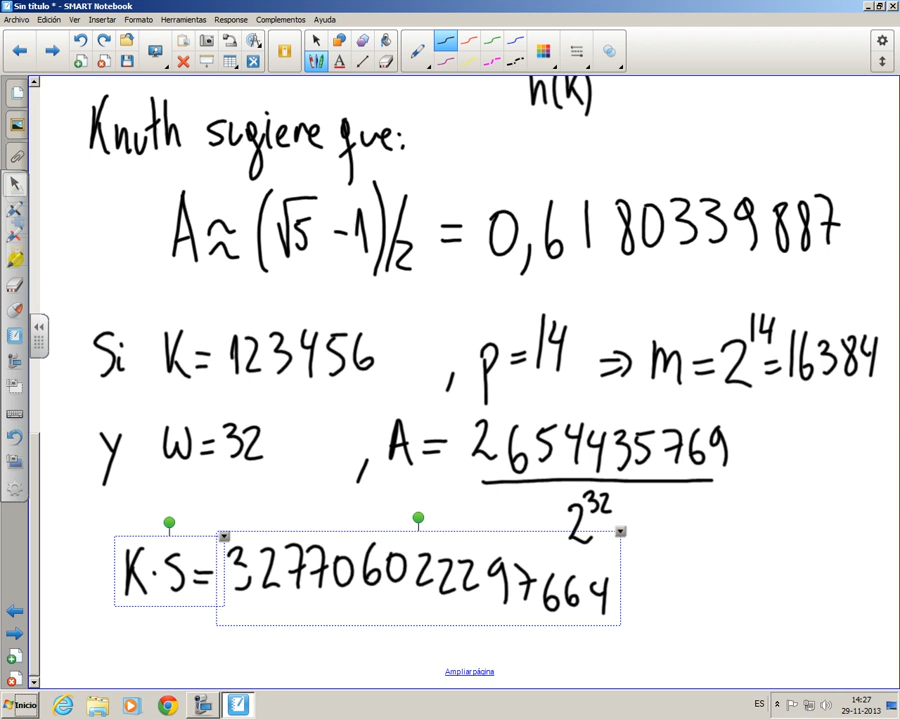 Sin título * - SMART Notebook
Archivo Edición Ver Insertar Formato Herramientas Response Complementos Ayuda
h(k)
Knuth sugiere que:
A≈(√5 -1)/2 = 0,6180339887
Si K=123456 , p=14 ⇒ m=2^14=16384
y w=32 , A= 2654435769
2^32
K·S= 327706022297664
Ampliar página
Inicio
ES
14:27
29-11-2013